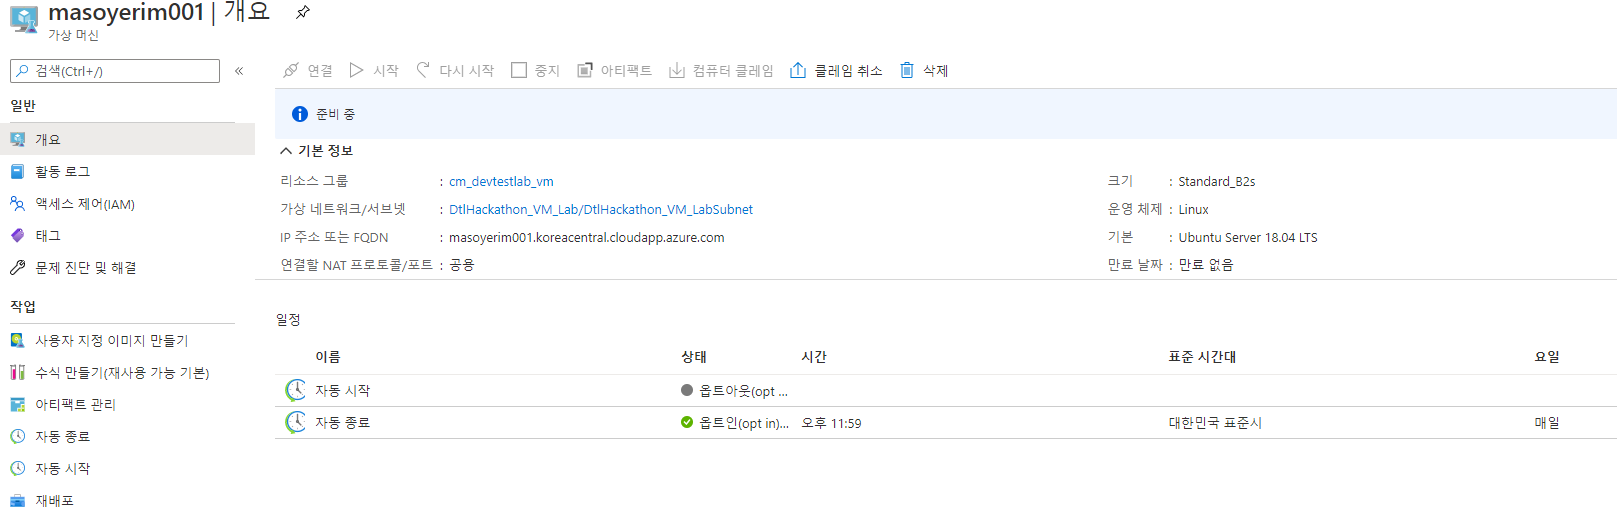 masoyerim001 | 개요
가상 머신
검색(Ctrl+/)
«
연결 시작 다시 시작 중지 아티팩트 컴퓨터 클레임 클레임 취소 삭제
일반
개요
활동 로그
액세스 제어(IAM)
태그
문제 진단 및 해결
작업
사용자 지정 이미지 만들기
수식 만들기(재사용 가능 기본)
아티팩트 관리
자동 종료
자동 시작
재배포
준비 중
기본 정보
리소스 그룹 : cm_devtestlab_vm
가상 네트워크/서브넷 : DtlHackathon_VM_Lab/DtlHackathon_VM_LabSubnet
IP 주소 또는 FQDN : masoyerim001.koreacentral.cloudapp.azure.com
연결할 NAT 프로토콜/포트 : 공용
크기 : Standard_B2s
운영 체제 : Linux
기본 : Ubuntu Server 18.04 LTS
만료 날짜 : 만료 없음
일정
이름 상태 시간 표준 시간대 요일
자동 시작 옵트아웃(opt ...
자동 종료 옵트인(opt in)... 오후 11:59 대한민국 표준시 매일